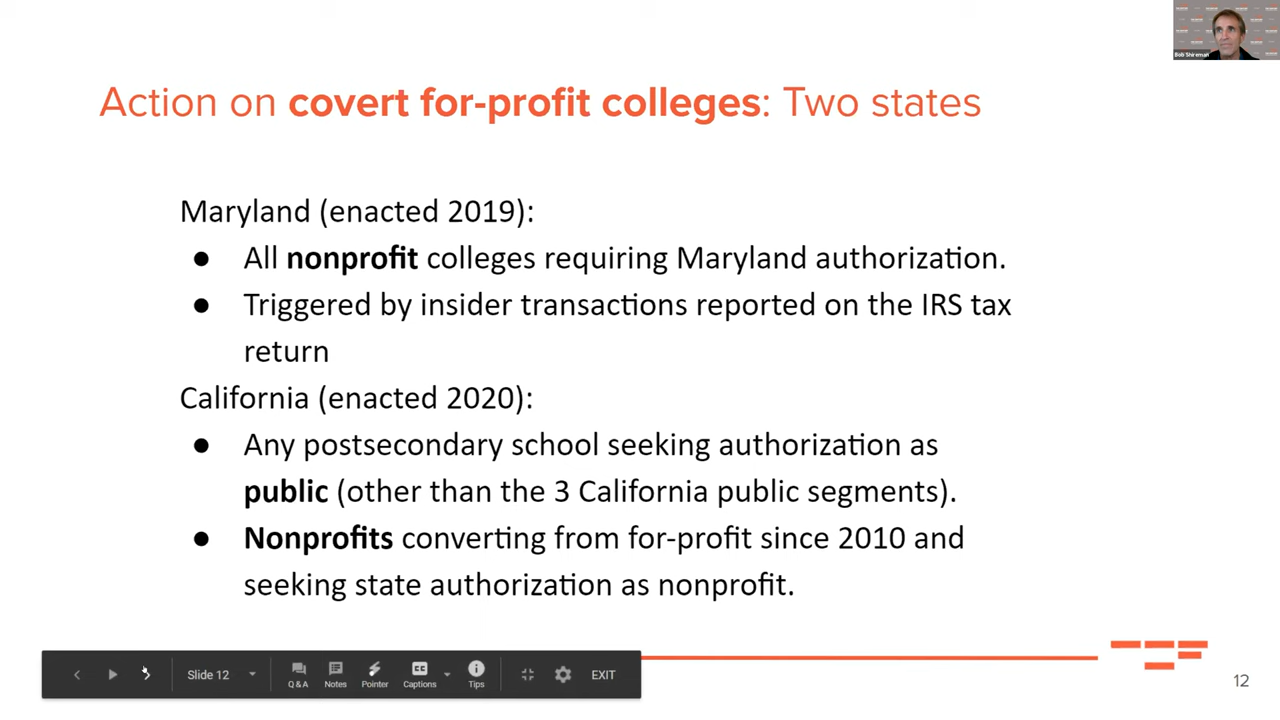 Bob Shireman
Action on covert for-profit colleges: Two states
Maryland (enacted 2019):
● All nonprofit colleges requiring Maryland authorization.
● Triggered by insider transactions reported on the IRS tax
return
California (enacted 2020):
● Any postsecondary school seeking authorization as
public (other than the 3 California public segments).
● Nonprofits converting from for-profit since 2010 and
seeking state authorization as nonprofit.
Slide 12
Q & A
Notes
Pointer
CC
Captions
Tips
EXIT
12